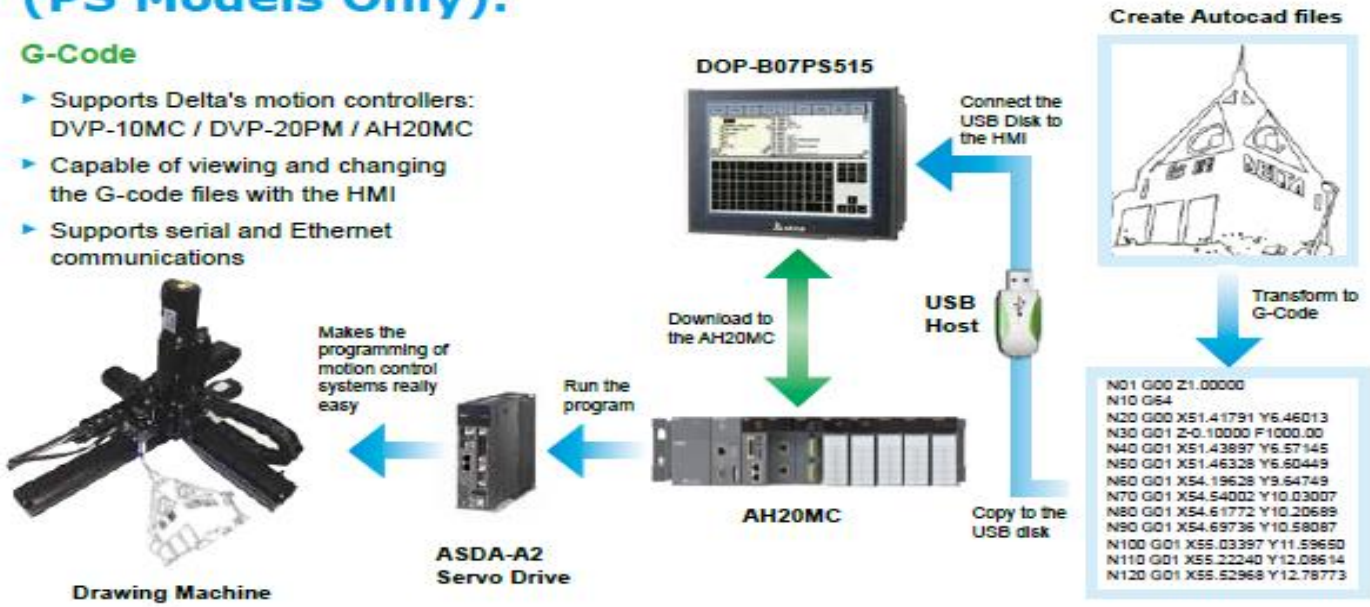 (PS Models Only):
G-Code
► Supports Delta's motion controllers:
DVP-10MC / DVP-20PM / AH20MC
► Capable of viewing and changing
the G-code files with the HMI
► Supports serial and Ethernet
communications
DOP-B07PS515
Connect the
USB Disk to
the HMI
Create Autocad files
DELTA
Transform to
G-Code
USB
Host
Download to
the AH20MC
Makes the
programming of
motion control
systems really
easy
Run the
program
AH20MC
Copy to the
USB disk
ASDA-A2
Servo Drive
Drawing Machine
N01 G00 Z1.00000
N10 G64
N20 G00 X51.41791 Y6.46013
N30 G01 Z-0.10000 F1000.00
N40 G01 X51.43897 Y6.57145
N50 G01 X51.46328 Y6.60449
N60 G01 X54.19628 Y9.64749
N70 G01 X54.54002 Y10.03007
N80 G01 X54.61772 Y10.20689
N90 G01 X54.69736 Y10.58087
N100 G01 X55.03397 Y11.59650
N110 G01 X55.22240 Y12.08614
N120 G01 X55.52968 Y12.78773